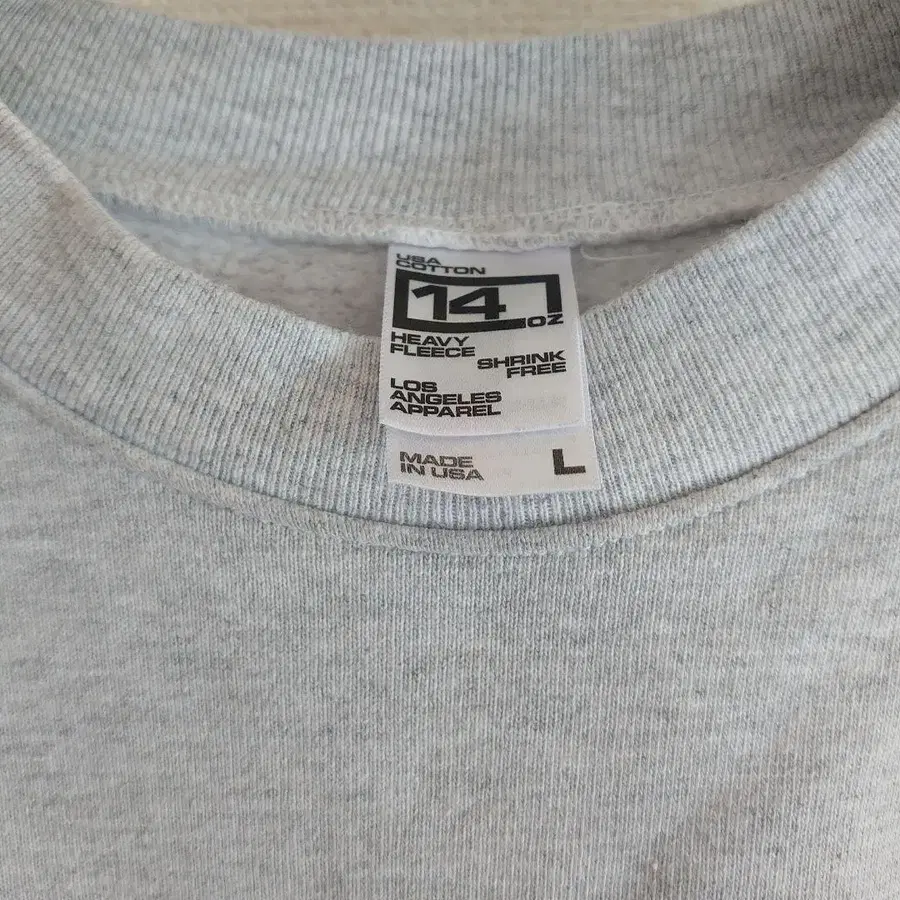 USA
COTTON
14
OZ
HEAVY
FLEECE
SHRINK
FREE
LOS
ANGELES
APPAREL
MADE
IN USA
L